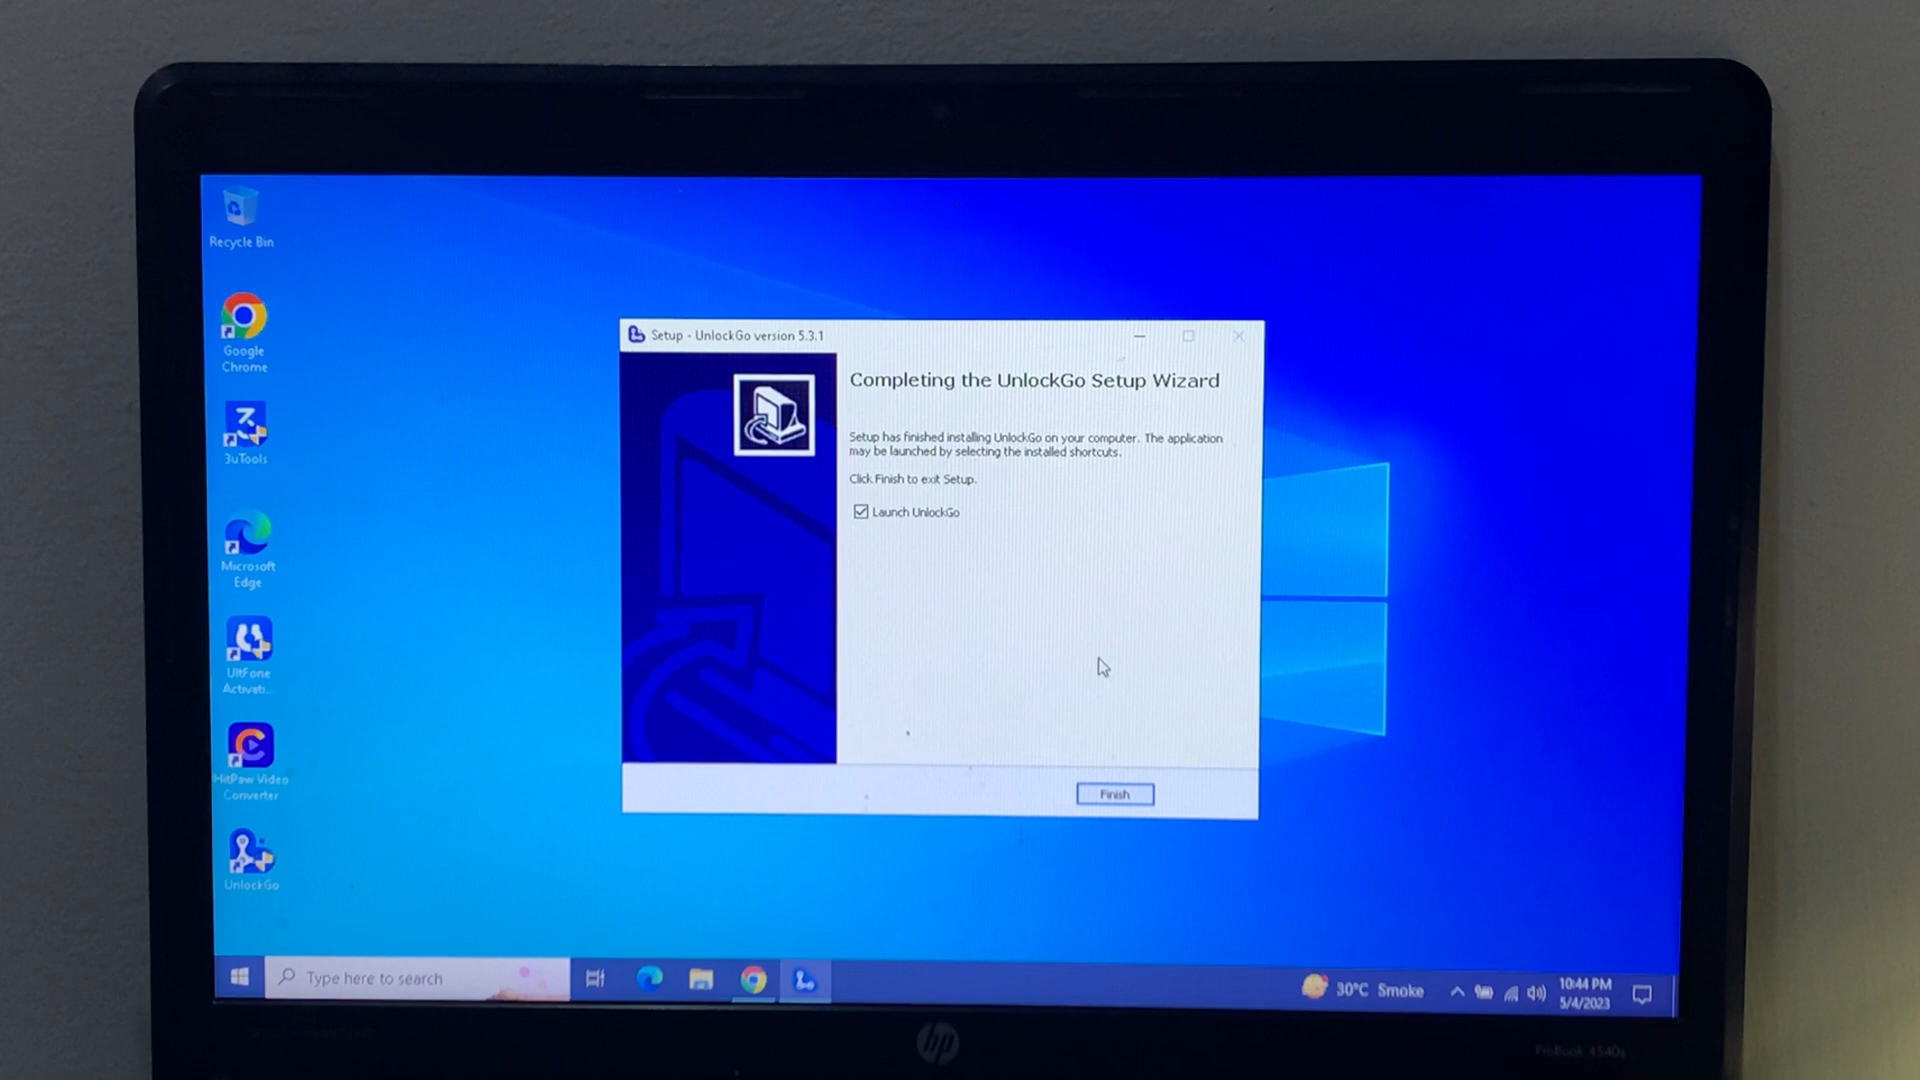 Recycle Bin
Google
Chrome
3uTools
Microsoft
Edge
UltFone
Activati...
HitPaw Video
Converter
UnlockGo
Setup - UnlockGo version 5.3.1
Completing the UnlockGo Setup Wizard
Setup has finished installing UnlockGo on your computer. The application
may be launched by selecting the installed shortcuts.
Click Finish to exit Setup.
Launch UnlockGo
Finish
Type here to search
30°C Smoke
10:44 PM
5/4/2023
hp
ProBook 4540s